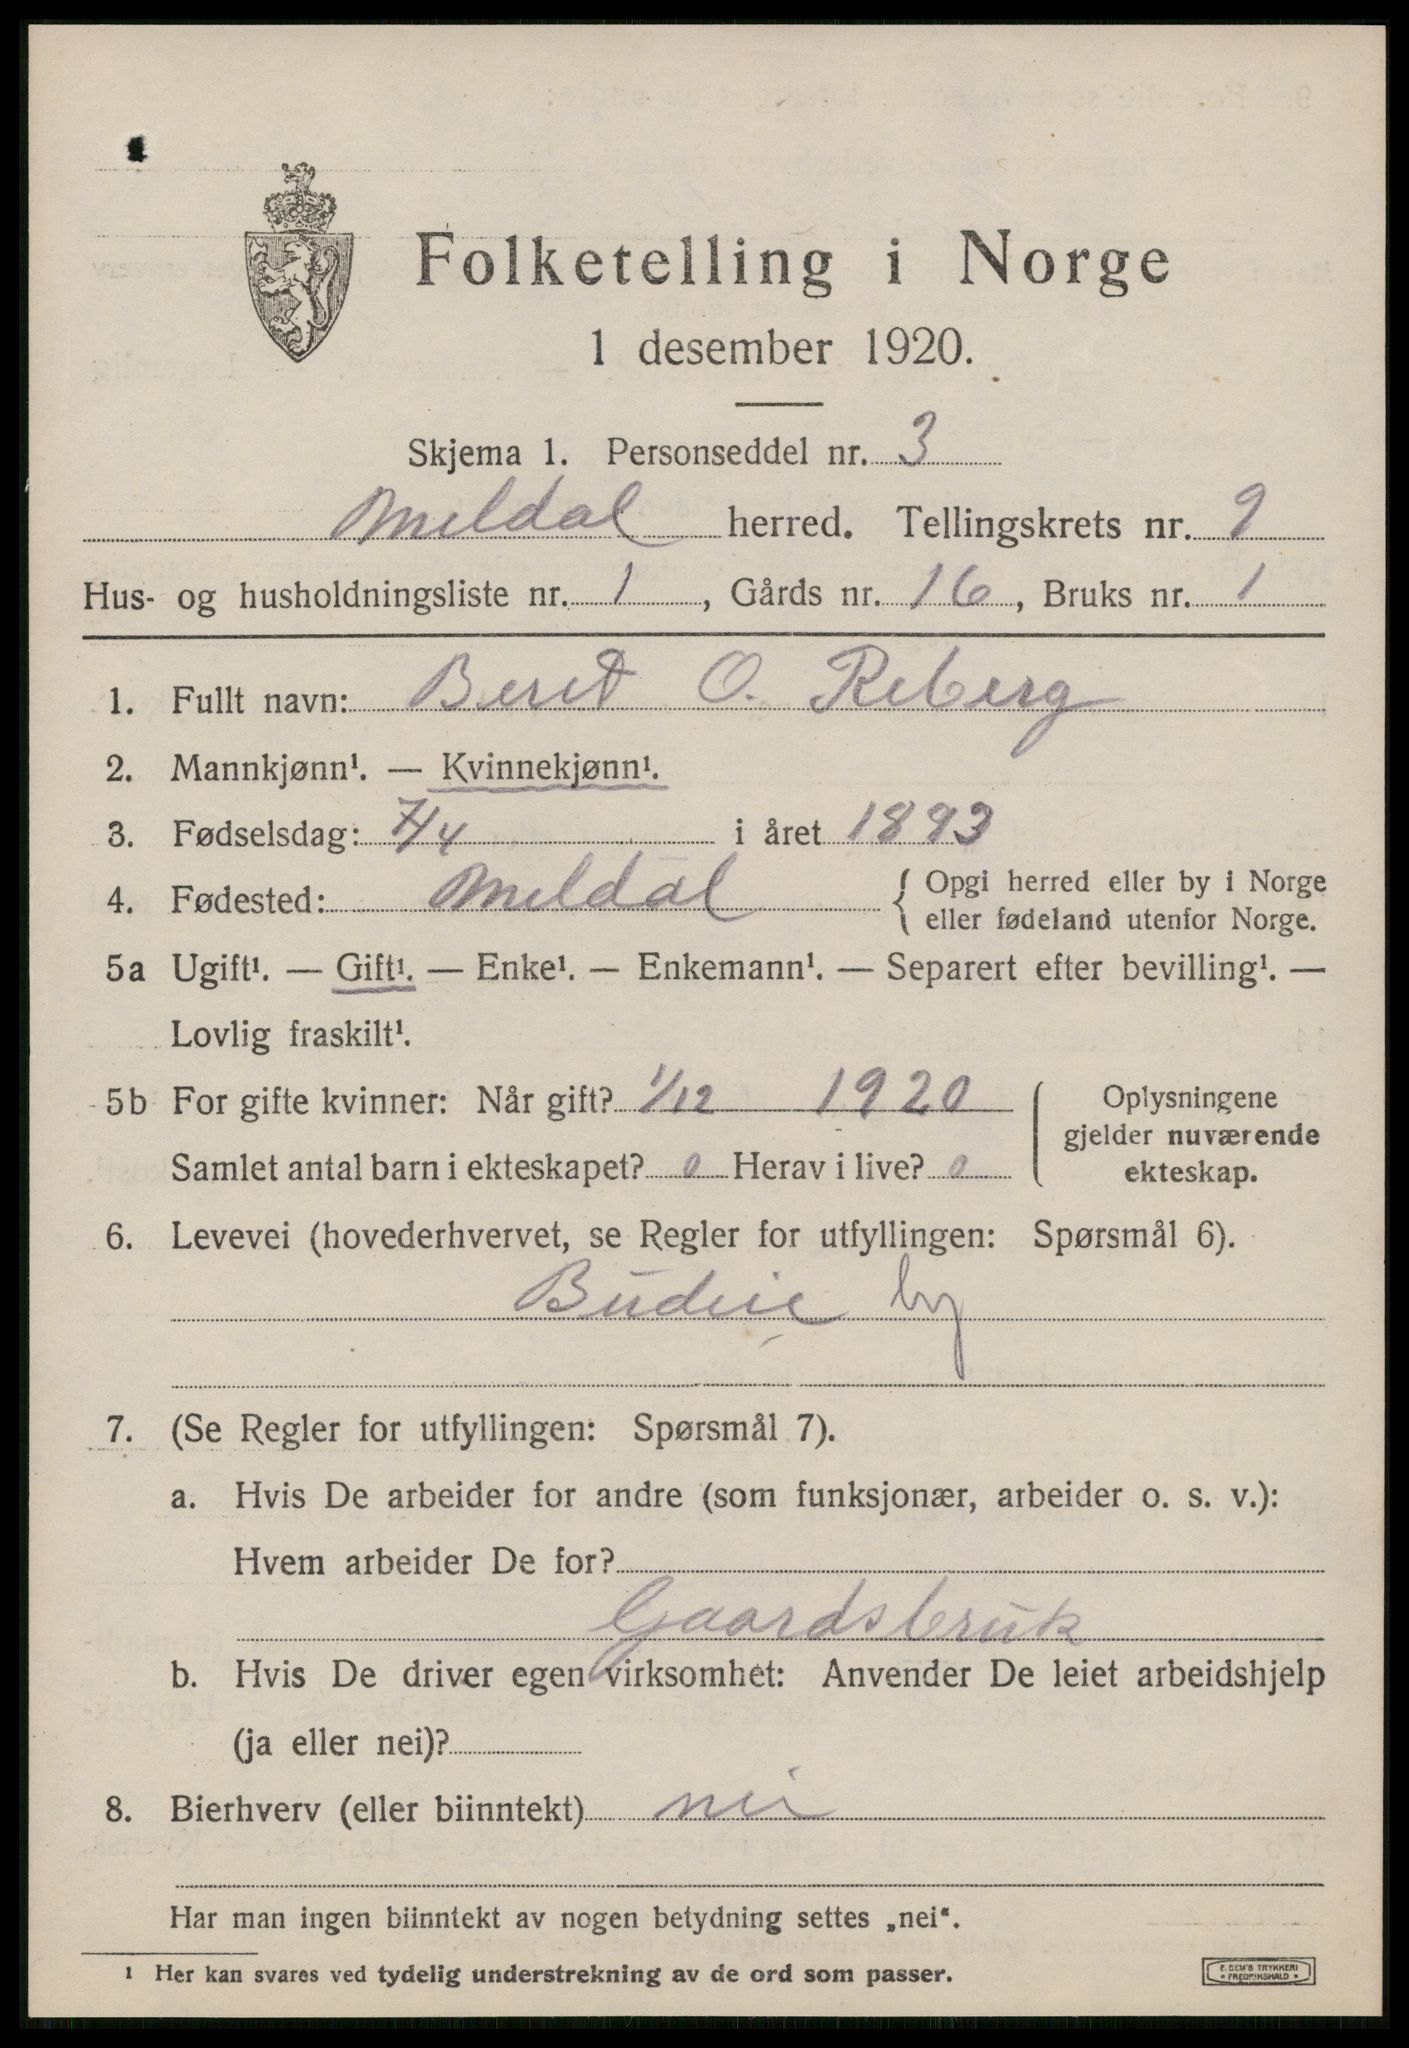 Folketelling i Norge
1 desember 1920.
Skjema 1. Personseddel nr. 3
Meldal herred. Tellingskrets nr. 9
Hus- og husholdningsliste nr. 1, Gårds nr. 16, Bruks nr. 1
1. Fullt navn: Beret O. Reberg
2. Mannkjønn¹. — Kvinnekjønn¹.
3. Fødselsdag: 7/4 i året 1893
4. Fødested: Meldal { Opgi herred eller by i Norge
eller fødeland utenfor Norge.
5a Ugift¹. — Gift¹. — Enke¹. — Enkemann¹. — Separert efter bevilling¹. —
Lovlig fraskilt¹.
5b For gifte kvinner: Når gift? 1/12 1920
Samlet antal barn i ekteskapet? 0 Herav i live? 0
Oplysningene
gjelder nuværende
ekteskap.
6. Levevei (hovederhvervet, se Regler for utfyllingen: Spørsmål 6).
Budeie by
7. (Se Regler for utfyllingen: Spørsmål 7).
a. Hvis De arbeider for andre (som funksjonær, arbeider o. s. v.):
Hvem arbeider De for?
Gaardsbruk
b. Hvis De driver egen virksomhet: Anvender De leiet arbeidshjelp
(ja eller nei)?
8. Bierhverv (eller biinntekt) nei
Har man ingen biinntekt av nogen betydning settes „nei“.
¹ Her kan svares ved tydelig understrekning av de ord som passer.
E. SEM'S TRYKKERI
* FREDRIKSHALD *